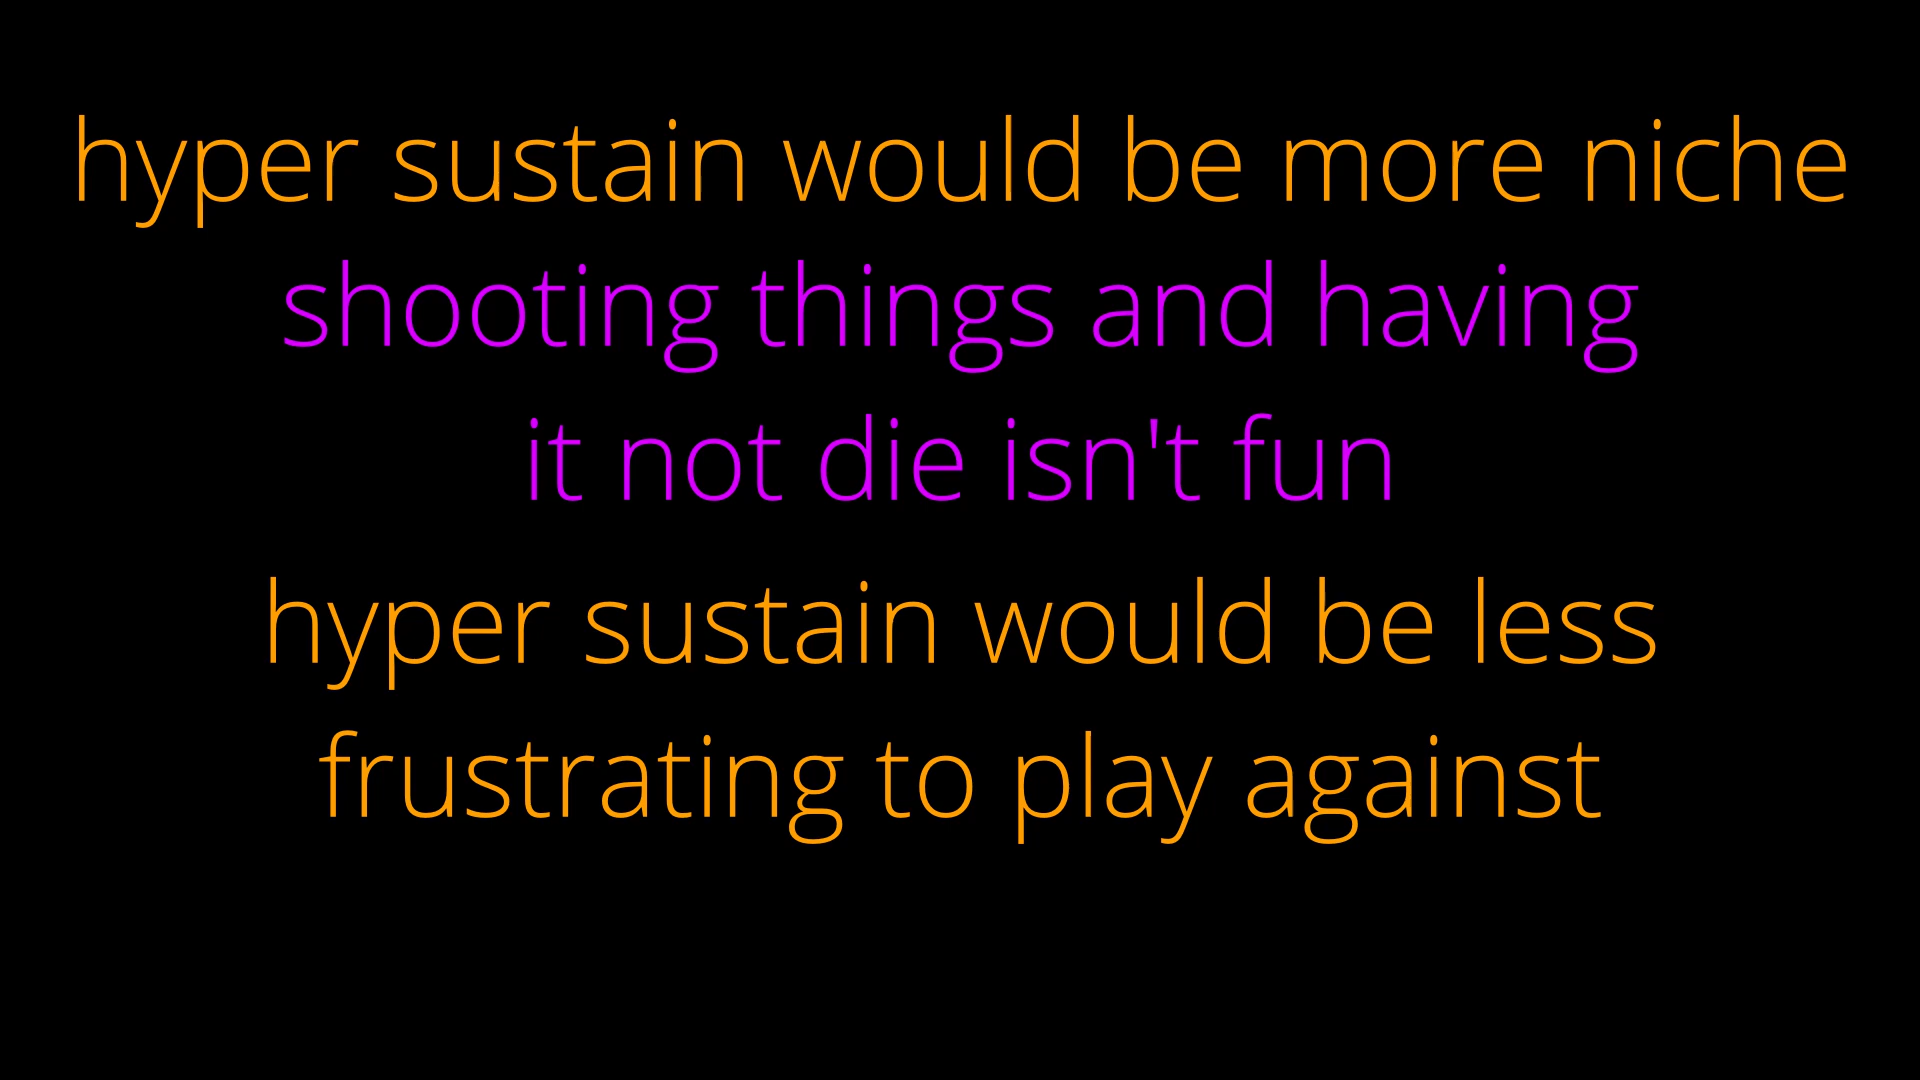 hyper sustain would be more niche
shooting things and having
it not die isn't fun
hyper sustain would be less
frustrating to play against